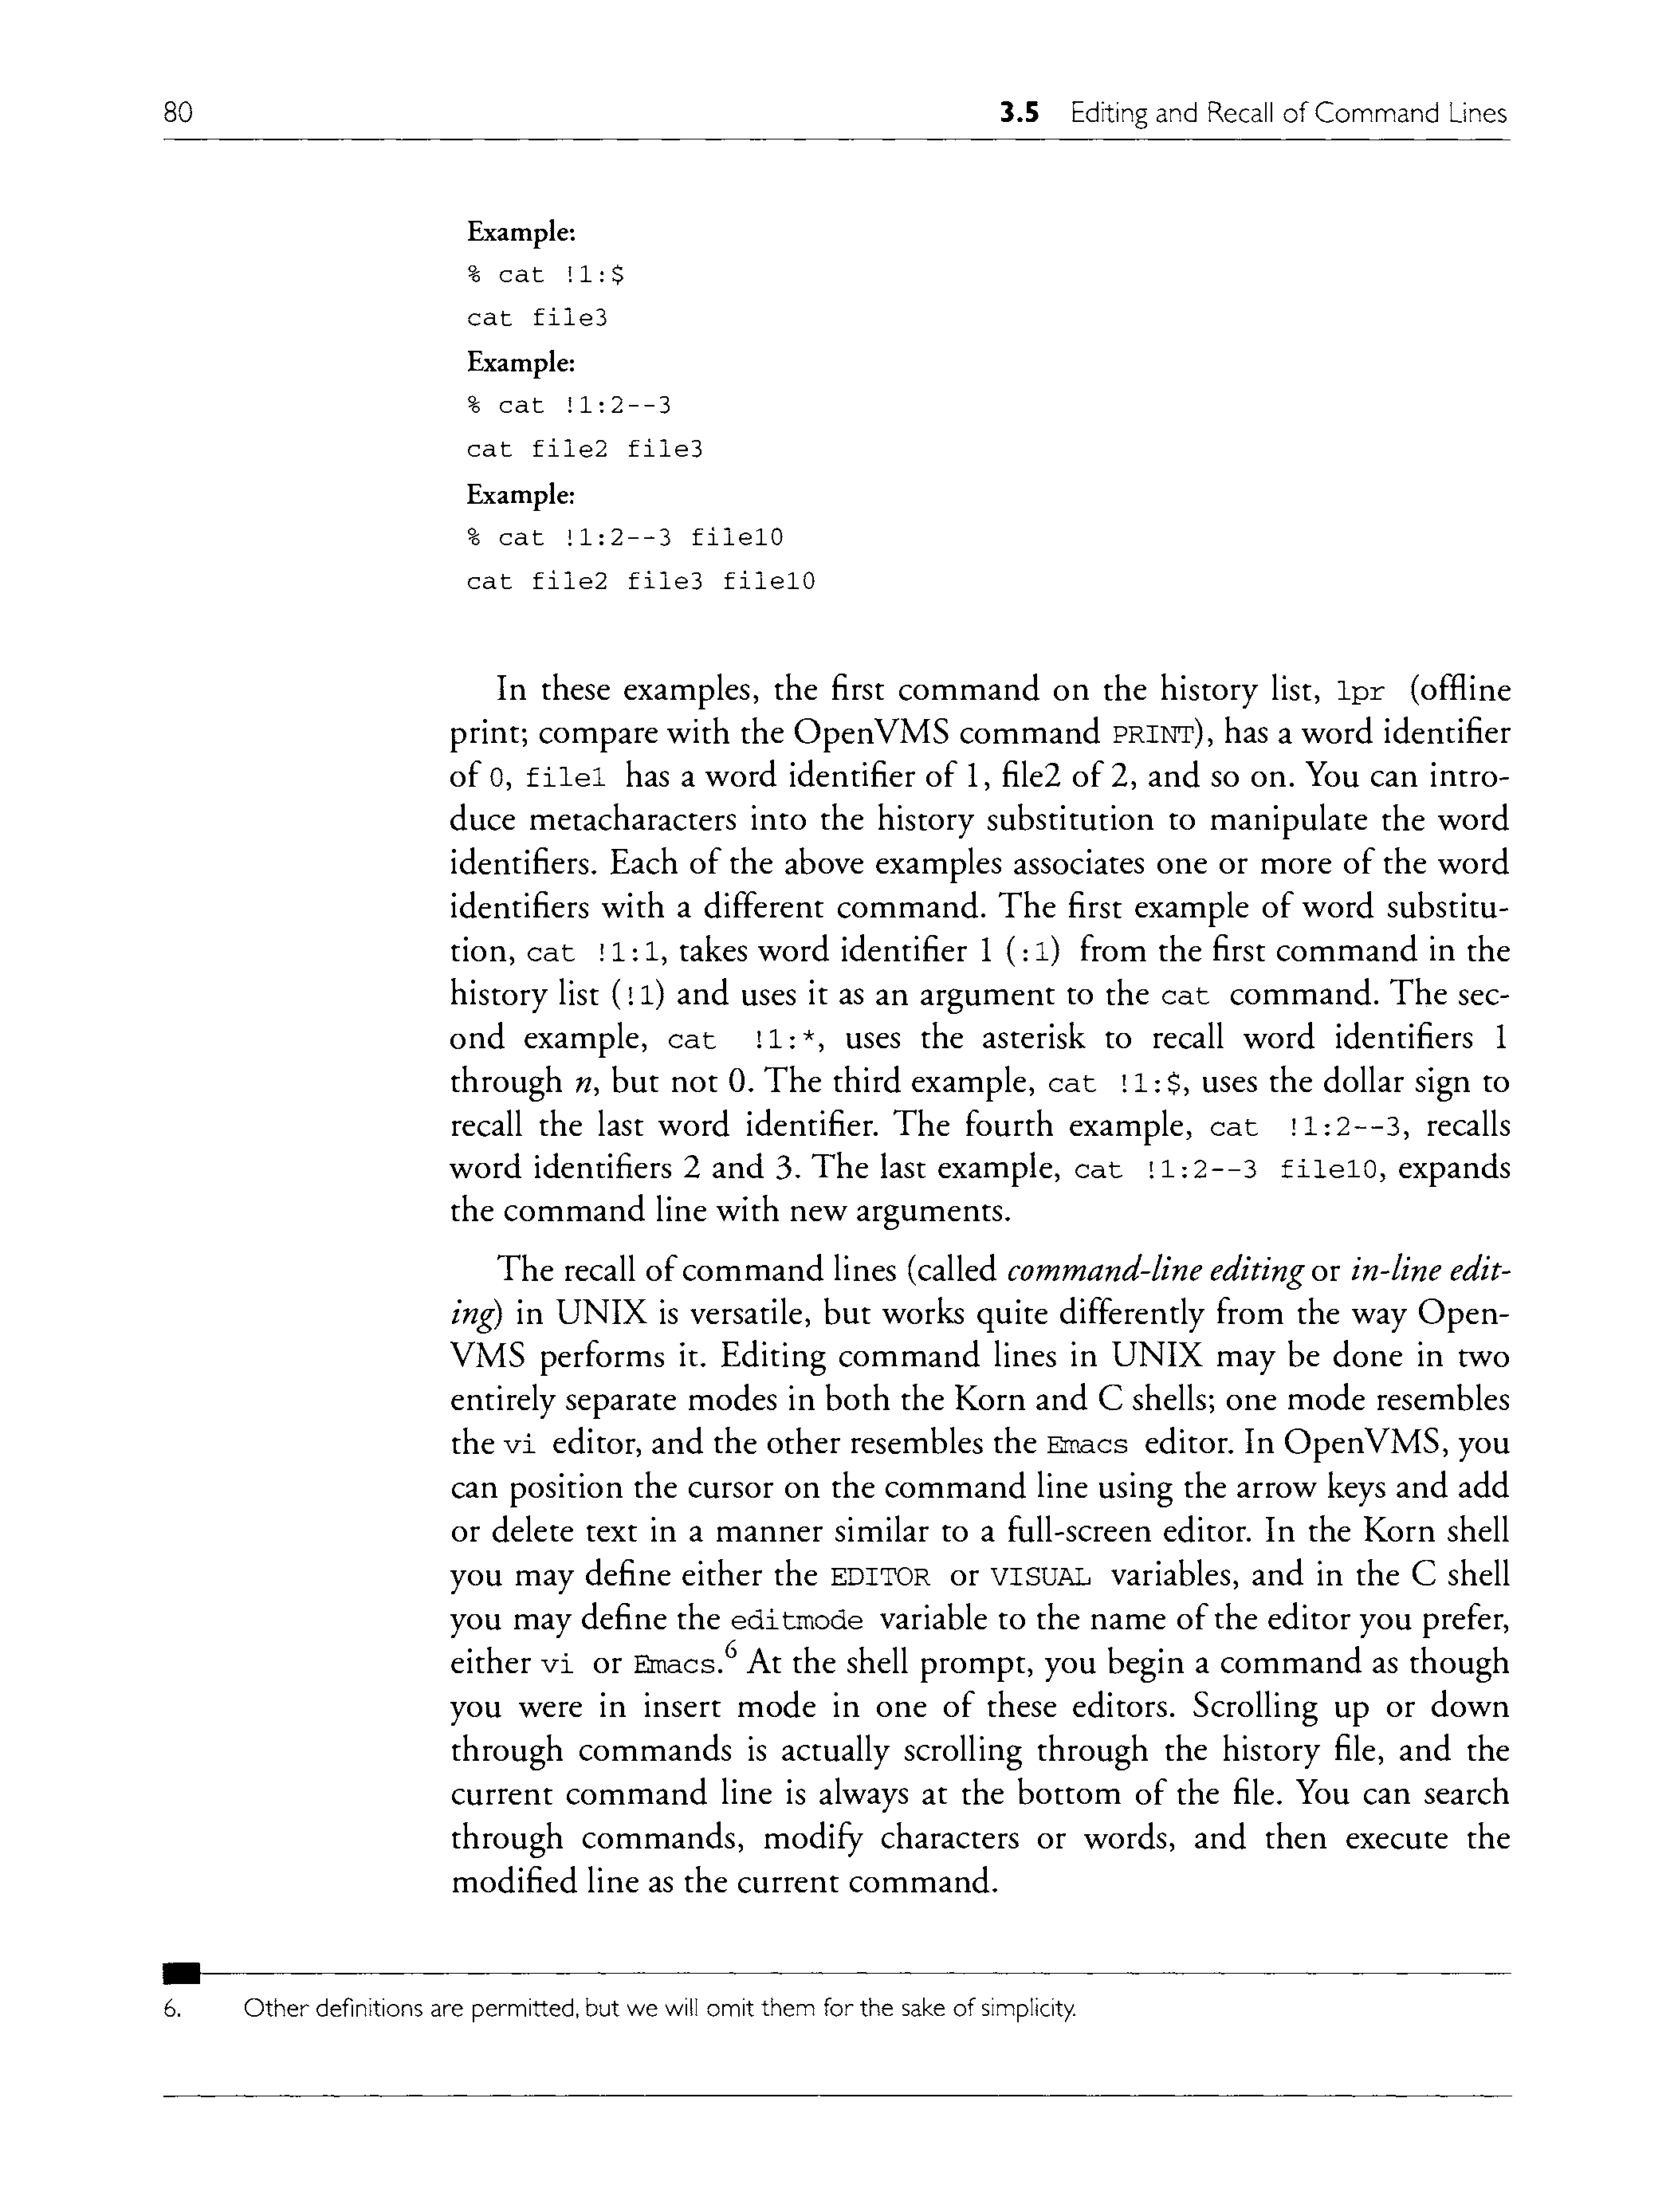 80 3.5 Editing and Recall of Command Lines
Example:
% cat !1:$
cat file3
Example:
% cat !1:2--3
cat file2 file3
Example:
% cat !1:2--3 file10
cat file2 file3 file10
In these examples, the first command on the history list, lpr (offline
print; compare with the OpenVMS command PRINT), has a word identifier
of 0, file1 has a word identifier of 1, file2 of 2, and so on. You can intro-
duce metacharacters into the history substitution to manipulate the word
identifiers. Each of the above examples associates one or more of the word
identifiers with a different command. The first example of word substitu-
tion, cat !1:1, takes word identifier 1 (:1) from the first command in the
history list (!1) and uses it as an argument to the cat command. The sec-
ond example, cat !1:*, uses the asterisk to recall word identifiers 1
through n, but not 0. The third example, cat !1:$, uses the dollar sign to
recall the last word identifier. The fourth example, cat !1:2--3, recalls
word identifiers 2 and 3. The last example, cat !1:2--3 file10, expands
the command line with new arguments.
The recall of command lines (called command-line editing or in-line edit-
ing) in UNIX is versatile, but works quite differently from the way Open-
VMS performs it. Editing command lines in UNIX may be done in two
entirely separate modes in both the Korn and C shells; one mode resembles
the vi editor, and the other resembles the Emacs editor. In OpenVMS, you
can position the cursor on the command line using the arrow keys and add
or delete text in a manner similar to a full-screen editor. In the Korn shell
you may define either the EDITOR or VISUAL variables, and in the C shell
you may define the editmode variable to the name of the editor you prefer,
either vi or Emacs.6 At the shell prompt, you begin a command as though
you were in insert mode in one of these editors. Scrolling up or down
through commands is actually scrolling through the history file, and the
current command line is always at the bottom of the file. You can search
through commands, modify characters or words, and then execute the
modified line as the current command.
6. Other definitions are permitted, but we will omit them for the sake of simplicity.